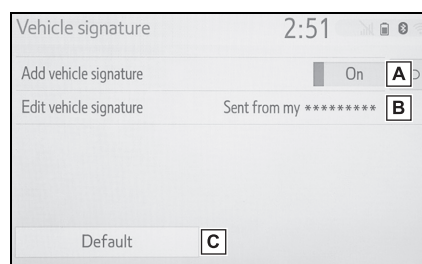 Vehicle signature 2:51
Add vehicle signature On A
Edit vehicle signature Sent from my ********* B
Default C